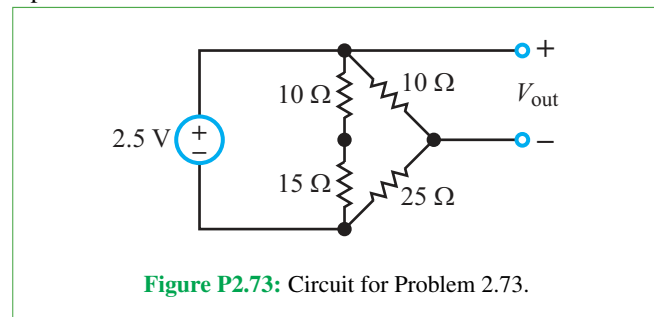 +
10 Ω
10 Ω
V_out
2.5 V
+
−
−
15 Ω
25 Ω
Figure P2.73: Circuit for Problem 2.73.